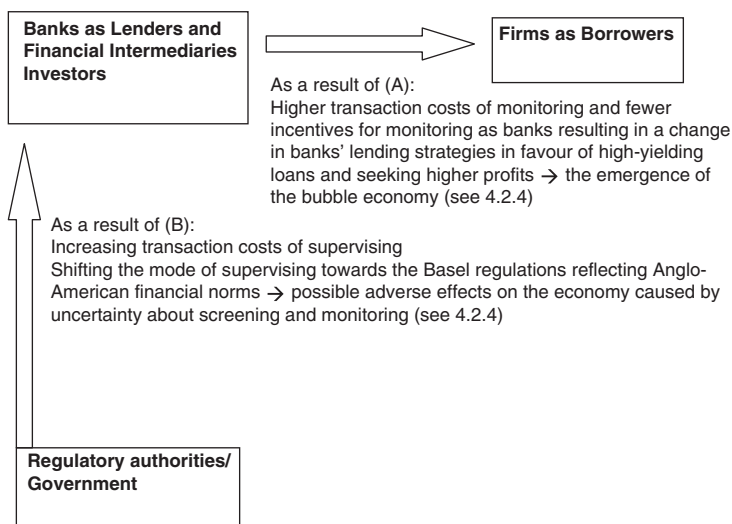 Banks as Lenders and
Financial Intermediaries
Investors
Firms as Borrowers
As a result of (A):
Higher transaction costs of monitoring and fewer
incentives for monitoring as banks resulting in a change
in banks' lending strategies in favour of high-yielding
loans and seeking higher profits → the emergence of
the bubble economy (see 4.2.4)
As a result of (B):
Increasing transaction costs of supervising
Shifting the mode of supervising towards the Basel regulations reflecting Anglo-
American financial norms → possible adverse effects on the economy caused by
uncertainty about screening and monitoring (see 4.2.4)
Regulatory authorities/
Government